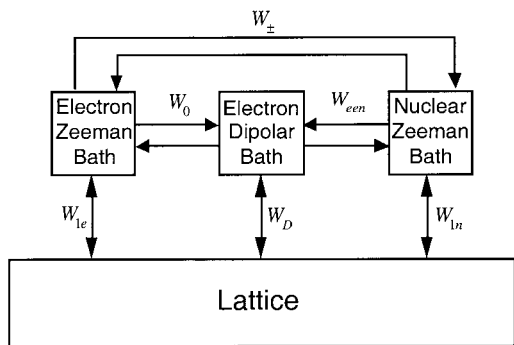 W±
Electron
Zeeman
Bath
W0
Electron
Dipolar
Bath
Ween
Nuclear
Zeeman
Bath
W1e
WD
W1n
Lattice